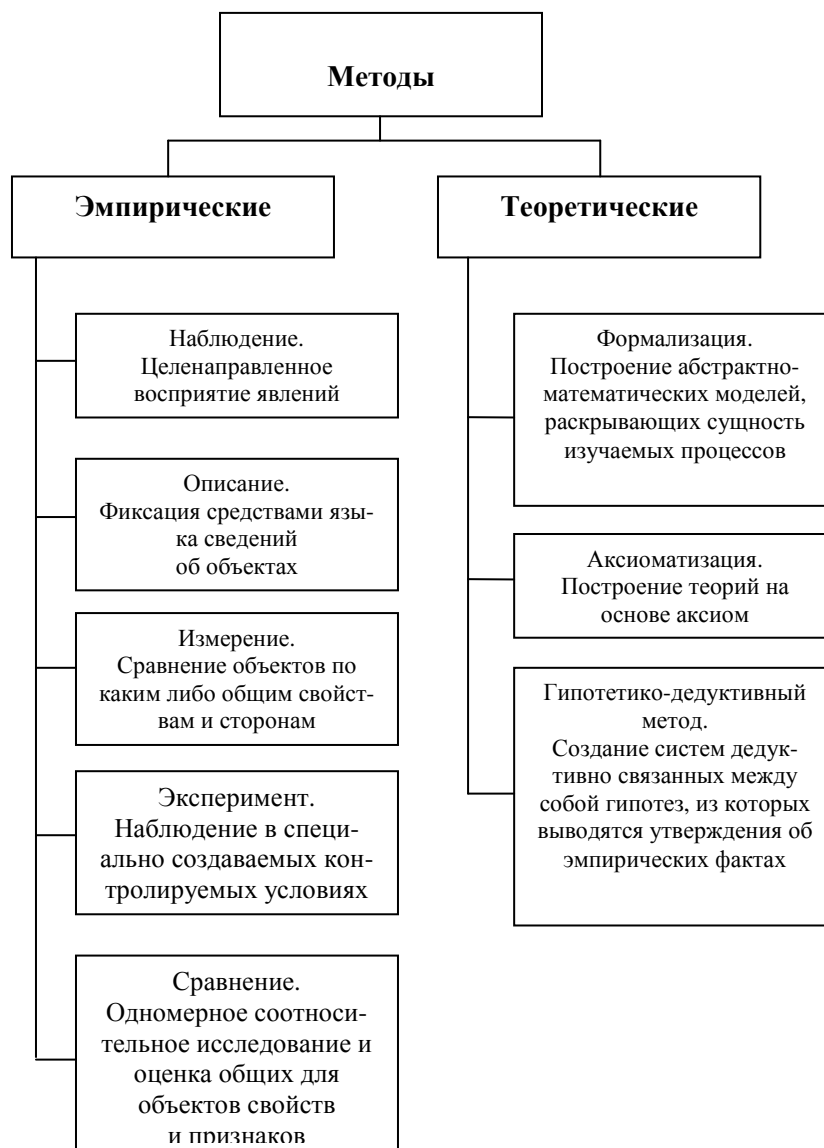 Методы
Эмпирические
Наблюдение.
Целенаправленное
восприятие явлений
Описание.
Фиксация средствами язы-
ка сведений
об объектах
Измерение.
Сравнение объектов по
каким либо общим свойст-
вам и сторонам
Эксперимент.
Наблюдение в специ-
ально создаваемых кон-
тролируемых условиях
Сравнение.
Одномерное соотноси-
тельное исследование и
оценка общих для
объектов свойств
и признаков
Теоретические
Формализация.
Построение абстрактно-
математических моделей,
раскрывающих сущность
изучаемых процессов
Аксиоматизация.
Построение теорий на
основе аксиом
Гипотетико-дедуктивный
метод.
Создание систем дедук-
тивно связанных между
собой гипотез, из которых
выводятся утверждения об
эмпирических фактах